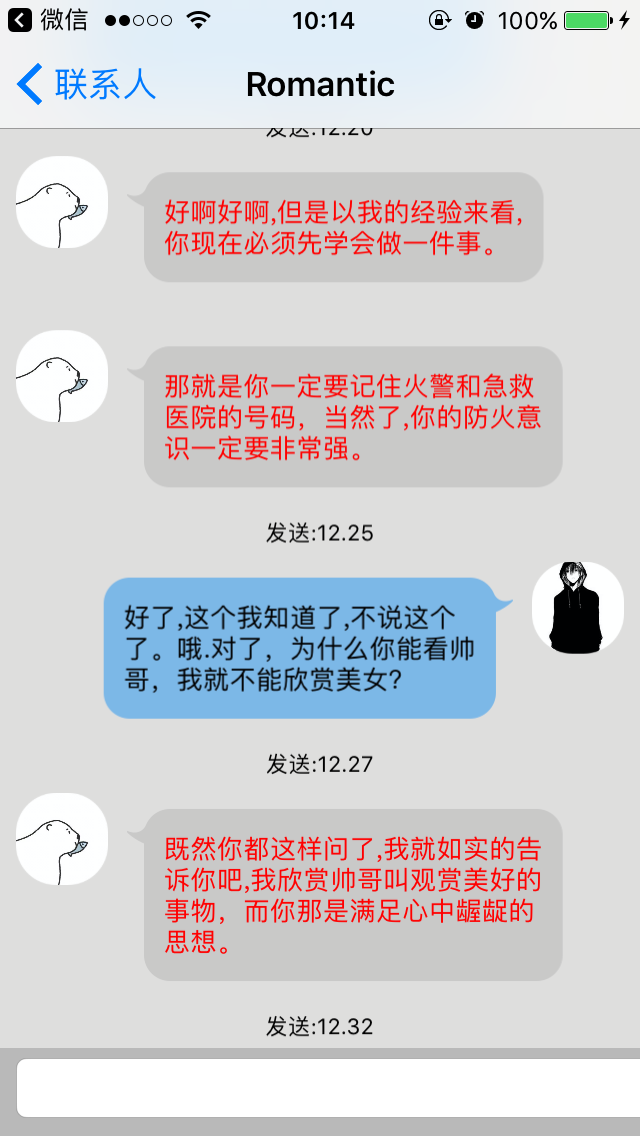 微信
10:14
100%
联系人
Romantic
发送:12.20
好啊好啊,但是以我的经验来看,
你现在必须先学会做一件事。
那就是你一定要记住火警和急救
医院的号码，当然了,你的防火意
识一定要非常强。
发送:12.25
好了,这个我知道了,不说这个
了。哦.对了，为什么你能看帅
哥，我就不能欣赏美女?
发送:12.27
既然你都这样问了,我就如实的告
诉你吧,我欣赏帅哥叫观赏美好的
事物，而你那是满足心中龌龊的
思想。
发送:12.32